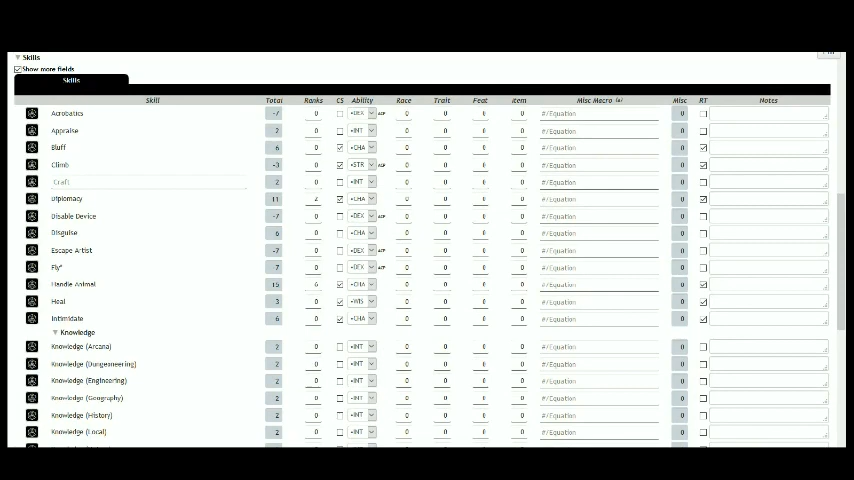 Skills
Show more fields
Skills
Skill Total Ranks CS Ability Race Trait Feat Item Misc Macro Misc RT Notes
Acrobatics -7 0 •DEX ACP 0 0 0 0 #/Equation 0
Appraise 2 0 •INT 0 0 0 0 #/Equation 0
Bluff 6 0 •CHA 0 0 0 0 #/Equation 0
Climb -3 0 •STR ACP 0 0 0 0 #/Equation 0
Craft 2 0 •INT 0 0 0 0 #/Equation 0
Diplomacy 11 2 •CHA 0 0 0 0 #/Equation 0
Disable Device -7 0 •DEX ACP 0 0 0 0 #/Equation 0
Disguise 6 0 •CHA 0 0 0 0 #/Equation 0
Escape Artist -7 0 •DEX ACP 0 0 0 0 #/Equation 0
Fly* 7 0 •DEX ACP 0 0 0 0 #/Equation 0
Handle Animal 15 6 •CHA 0 0 0 0 #/Equation 0
Heal 3 0 •WIS 0 0 0 0 #/Equation 0
Intimidate 6 0 •CHA 0 0 0 0 #/Equation 0
Knowledge
Knowledge (Arcana) 2 0 •INT 0 0 0 0 #/Equation 0
Knowledge (Dungeoneering) 2 0 •INT 0 0 0 0 #/Equation 0
Knowledge (Engineering) 2 0 •INT 0 0 0 0 #/Equation 0
Knowledge (Geography) 2 0 •INT 0 0 0 0 #/Equation 0
Knowledge (History) 2 0 •INT 0 0 0 0 #/Equation 0
Knowledge (Local) 2 0 •INT 0 0 0 0 #/Equation 0